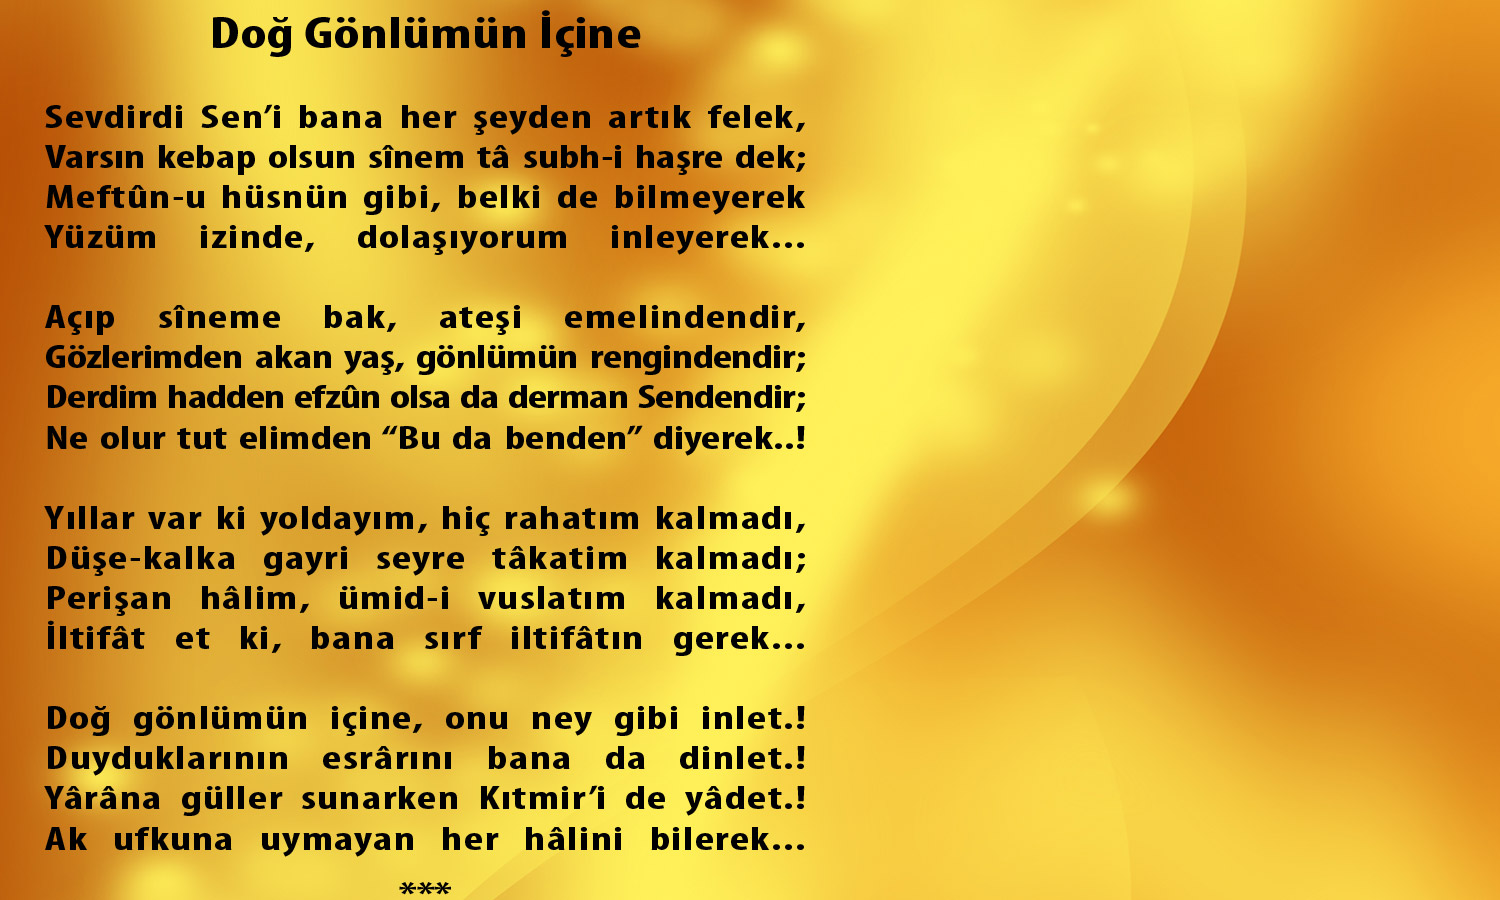 Doğ Gönlümün İçine
Sevdirdi Sen’i bana her şeyden artık felek,
Varsın kebap olsun sînem tâ subh-i haşre dek;
Meftûn-u hüsnün gibi, belki de bilmeyerek
Yüzüm izinde, dolaşıyorum inleyerek...
Açıp sîneme bak, ateşi emelindendir,
Gözlerimden akan yaş, gönlümün rengindendir;
Derdim hadden efzûn olsa da derman Sendendir;
Ne olur tut elimden “Bu da benden” diyerek..!
Yıllar var ki yoldayım, hiç rahatım kalmadı,
Düşe-kalka gayri seyre tâkatim kalmadı;
Perişan hâlim, ümid-i vuslatım kalmadı,
İltifât et ki, bana sırf iltifâtın gerek...
Doğ gönlümün içine, onu ney gibi inlet.!
Duyduklarının esrârını bana da dinlet.!
Yârâna güller sunarken Kıtmir’i de yâdet.!
Ak ufkuna uymayan her hâlini bilerek...
***